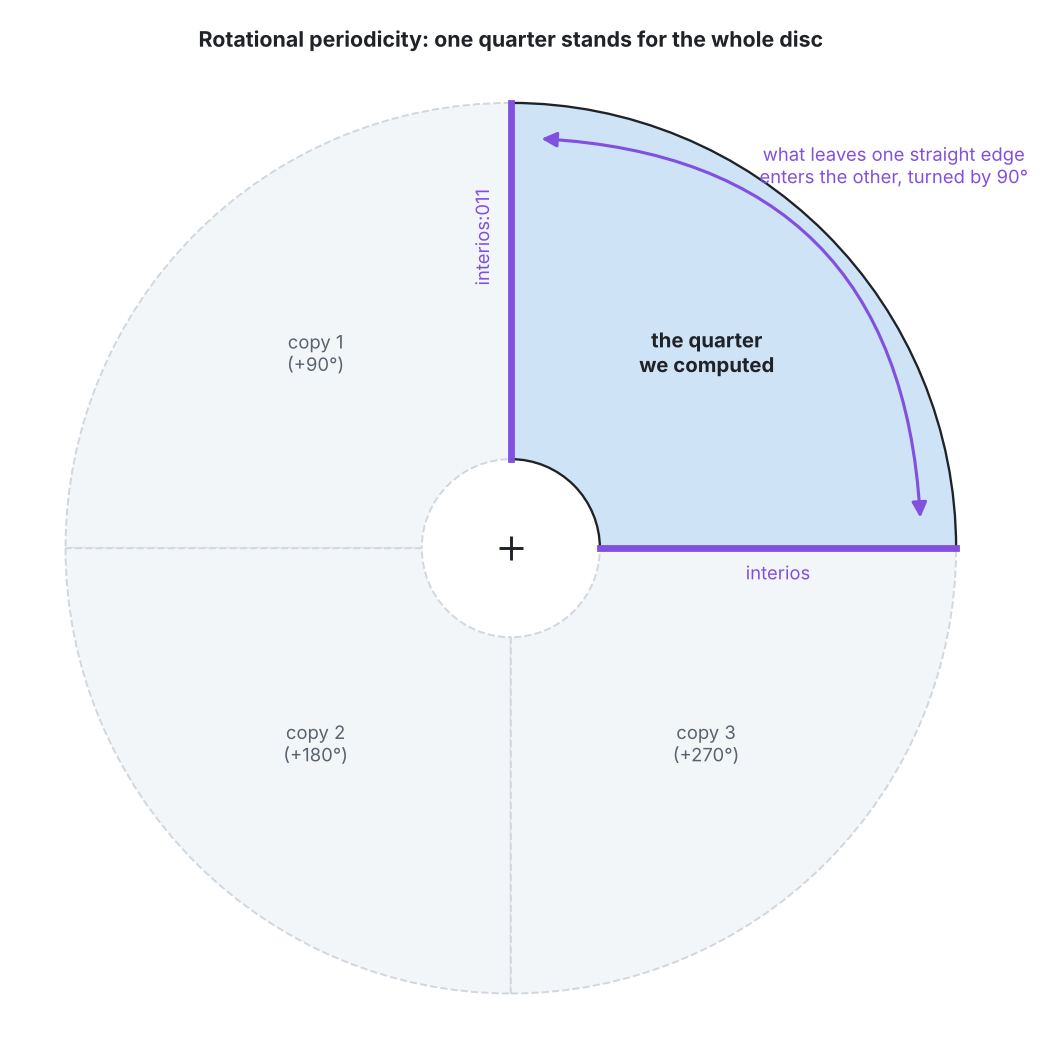 Rotational periodicity: one quarter stands for the whole disc
what leaves one straight edge
enters the other, turned by 90°
interios:011
copy 1
(+90°)
the quarter
we computed
interios
copy 2
(+180°)
copy 3
(+270°)